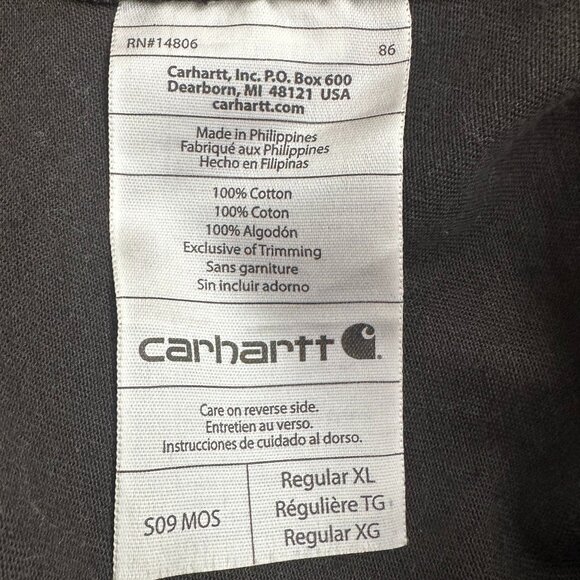 RN#14806 86
Carhartt, Inc. P.O. Box 600
Dearborn, MI 48121 USA
carhartt.com
Made in Philippines
Fabriqué aux Philippines
Hecho en Filipinas
100% Cotton
100% Coton
100% Algodón
Exclusive of Trimming
Sans garniture
Sin incluir adorno
carhartt
Care on reverse side.
Entretien au verso.
Instrucciones de cuidado al dorso.
S09 MOS
Regular XL
Régulière TG
Regular XG